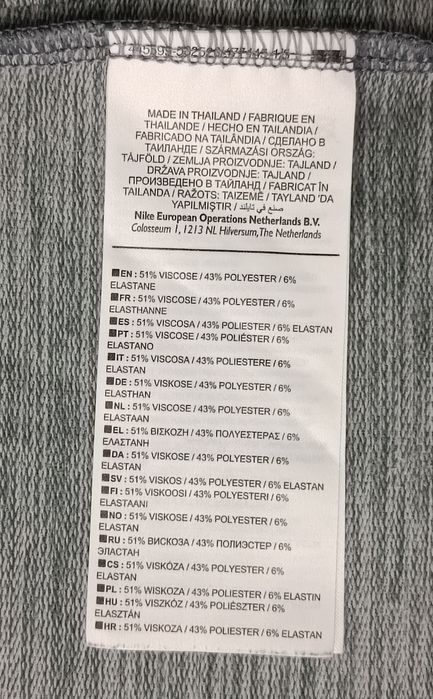 MADE IN THAILAND / FABRIQUE EN
THAILANDE / HECHO EN TAILANDIA /
FABRICADO NA TAILÂNDIA / СДЕЛАНО В
ТАИЛАНДЕ / SZÁRMAZÁSI ORSZÁG:
TÁJFÖLD / ZEMLJA PROIZVODNJE: TAJLAND /
DRŽAVA PROIZVODNJE: TAJLAND /
ПРОИЗВЕДЕНО В ТАЙЛАНД / FABRICAT ÎN
TAILANDA / RAŽOTS: TAIZEMĒ / TAYLAND 'DA
YAPILMIŞTIR / صنع في تايلند
Nike European Operations Netherlands B.V.
Colosseum 1, 1213 NL Hilversum, The Netherlands
EN : 51% VISCOSE / 43% POLYESTER / 6%
ELASTANE
FR : 51% VISCOSE / 43% POLYESTER / 6%
ELASTHANNE
ES : 51% VISCOSA / 43% POLIÉSTER / 6% ELASTAN
PT : 51% VISCOSE / 43% POLIÉSTER / 6%
ELASTANO
IT : 51% VISCOSA / 43% POLIESTERE / 6%
ELASTAN
DE : 51% VISKOSE / 43% POLYESTER / 6%
ELASTHAN
NL : 51% VISCOSE / 43% POLYESTER / 6%
ELASTAAN
EL : 51% ΒΙΣΚΟΖΗ / 43% ΠΟΛΥΕΣΤΕΡΑΣ / 6%
ΕΛΑΣΤΑΝΗ
DA : 51% VISKOSE / 43% POLYESTER / 6%
ELASTAN
SV : 51% VISKOS / 43% POLYESTER / 6% ELASTAN
FI : 51% VISKOOSI / 43% POLYESTERI / 6%
ELASTAANI
NO : 51% VISKOSE / 43% POLYESTER / 6%
ELASTAN
RU : 51% ВИСКОЗА / 43% ПОЛИЭСТЕР / 6%
ЭЛАСТАН
CS : 51% VISKÓZA / 43% POLYESTER / 6%
ELASTAN
PL : 51% WISKOZA / 43% POLIESTER / 6% ELASTIN
HU : 51% VISZKÓZ / 43% POLIÉSZTER / 6%
ELASZTÁN
HR : 51% VISKOZA / 43% POLIESTER / 6% ELASTAN